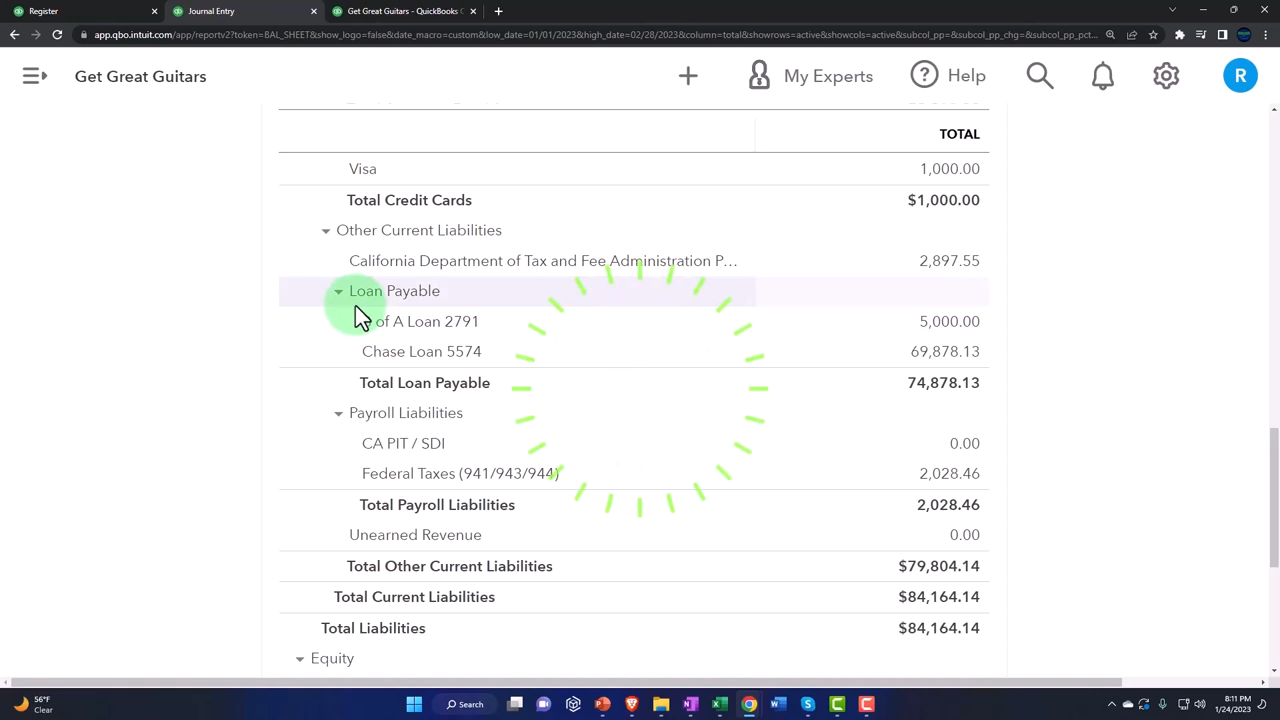 Register
Journal Entry
Get Great Guitars - QuickBooks
app.qbo.intuit.com/app/reportv2?token=BAL_SHEET&show_logo=false&date_macro=custom&low_date=01/01/2023&high_date=02/28/2023&column=total&showrows=active&showcols=active&subcol_pp=&subcol_pp_chg=&subcol_pp_pct...
Get Great Guitars
My Experts
Help
R
TOTAL
Visa 1,000.00
Total Credit Cards $1,000.00
Other Current Liabilities
California Department of Tax and Fee Administration P... 2,897.55
Loan Payable
of A Loan 2791 5,000.00
Chase Loan 5574 69,878.13
Total Loan Payable 74,878.13
Payroll Liabilities
CA PIT / SDI 0.00
Federal Taxes (941/943/944) 2,028.46
Total Payroll Liabilities 2,028.46
Unearned Revenue 0.00
Total Other Current Liabilities $79,804.14
Total Current Liabilities $84,164.14
Total Liabilities $84,164.14
Equity
56°F
Clear
Search
8:11 PM
1/24/2023